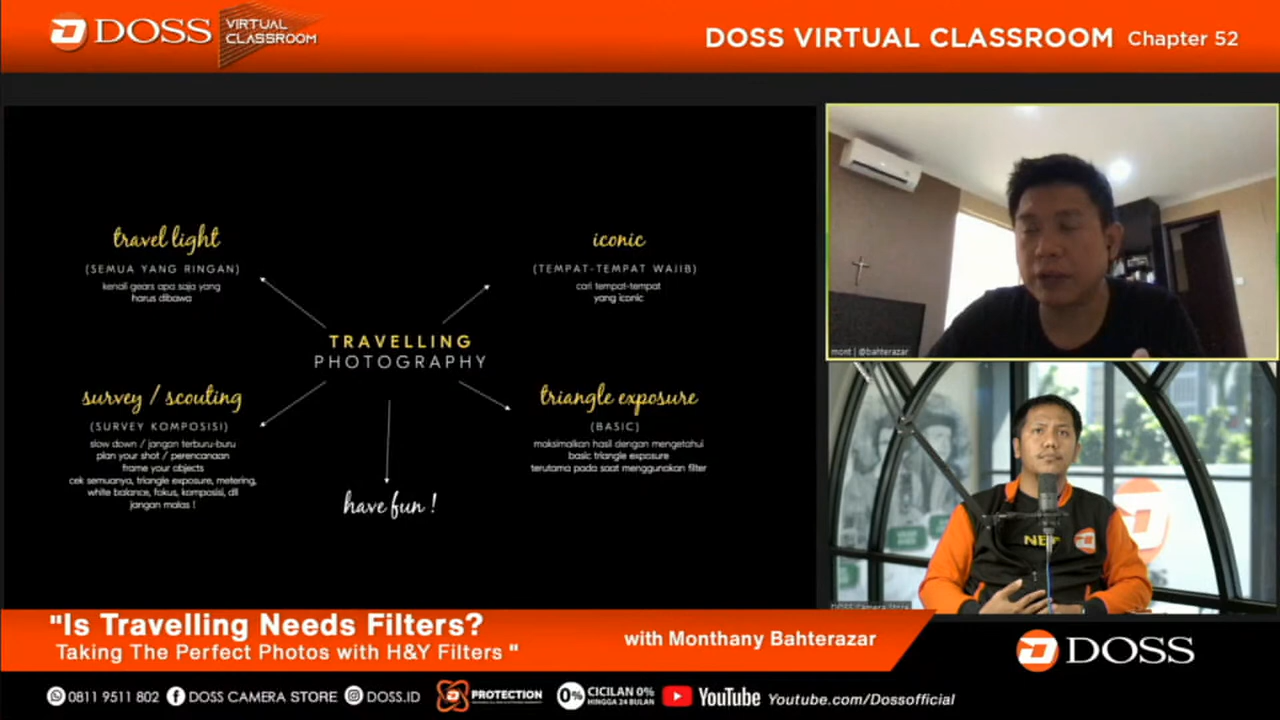 DOSS
VIRTUAL
CLASSROOM
DOSS VIRTUAL CLASSROOM Chapter 52
travel light
(SEMUA YANG RINGAN)
kenali gears apa saja yang
harus dibawa
iconic
(TEMPAT-TEMPAT WAJIB)
cari tempat-tempat
yang iconic
TRAVELLING
PHOTOGRAPHY
survey / scouting
(SURVEY KOMPOSISI)
slow down / jangan terburu-buru
plan your shot / perencanaan
frame your objects
cek semuanya, triangle exposure, metering,
white balance, fokus, komposisi, dll
jangan malas !
triangle exposure
(BASIC)
maksimalkan hasil dengan mengetahui
basic triangle exposure
terutama pada saat menggunakan filter
have fun !
mont | @bahterazar
DOSS Camera Store
"Is Travelling Needs Filters?
Taking The Perfect Photos with H&Y Filters "
with Monthany Bahterazar
DOSS
0811 9511 802 DOSS CAMERA STORE DOSS.ID PROTECTION 0% CICILAN 0% HINGGA 24 BULAN YouTube Youtube.com/Dossofficial